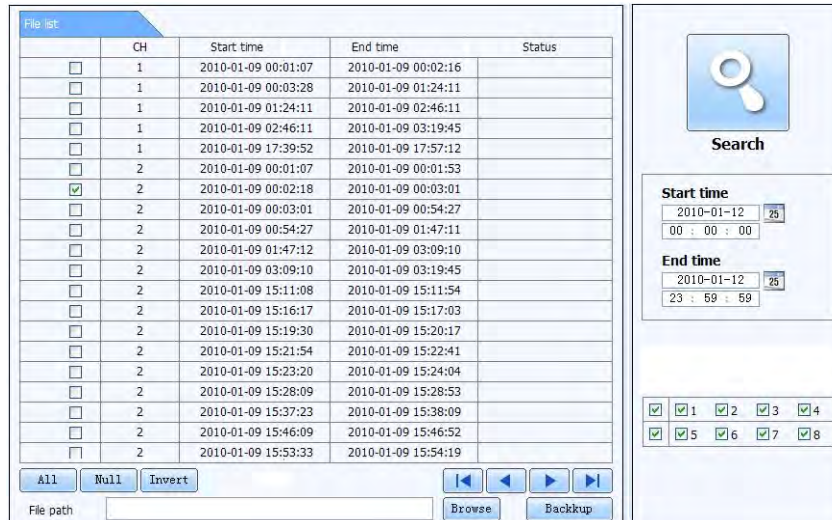 File list
CH Start time End time Status
1 2010-01-09 00:01:07 2010-01-09 00:02:16
1 2010-01-09 00:03:28 2010-01-09 01:24:11
1 2010-01-09 01:24:11 2010-01-09 02:46:11
1 2010-01-09 02:46:11 2010-01-09 03:19:45
1 2010-01-09 17:39:52 2010-01-09 17:57:12
2 2010-01-09 00:01:07 2010-01-09 00:01:53
2 2010-01-09 00:02:18 2010-01-09 00:03:01
2 2010-01-09 00:03:01 2010-01-09 00:54:27
2 2010-01-09 00:54:27 2010-01-09 01:47:11
2 2010-01-09 01:47:12 2010-01-09 03:09:10
2 2010-01-09 03:09:10 2010-01-09 03:19:45
2 2010-01-09 15:11:08 2010-01-09 15:11:54
2 2010-01-09 15:16:17 2010-01-09 15:17:03
2 2010-01-09 15:19:30 2010-01-09 15:20:17
2 2010-01-09 15:21:54 2010-01-09 15:22:41
2 2010-01-09 15:23:20 2010-01-09 15:24:04
2 2010-01-09 15:28:09 2010-01-09 15:28:53
2 2010-01-09 15:37:23 2010-01-09 15:38:09
2 2010-01-09 15:46:09 2010-01-09 15:46:52
2 2010-01-09 15:53:33 2010-01-09 15:54:19
All Null Invert
File path Browse Backkup
Search
Start time
2010-01-12 25
00 : 00 : 00
End time
2010-01-12 25
23 : 59 : 59
1 2 3 4
5 6 7 8